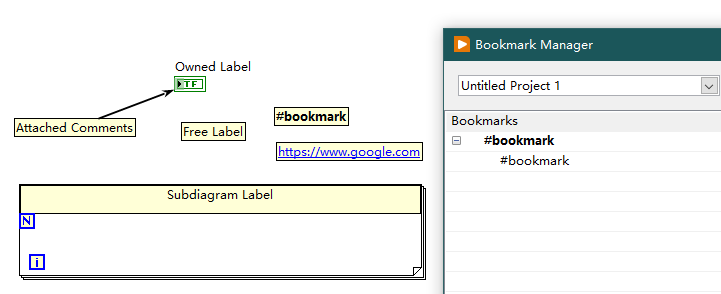 Owned Label
TF
Attached Comments
Free Label
#bookmark
https://www.google.com
Subdiagram Label
N
i
Bookmark Manager
Untitled Project 1
Bookmarks
#bookmark
#bookmark